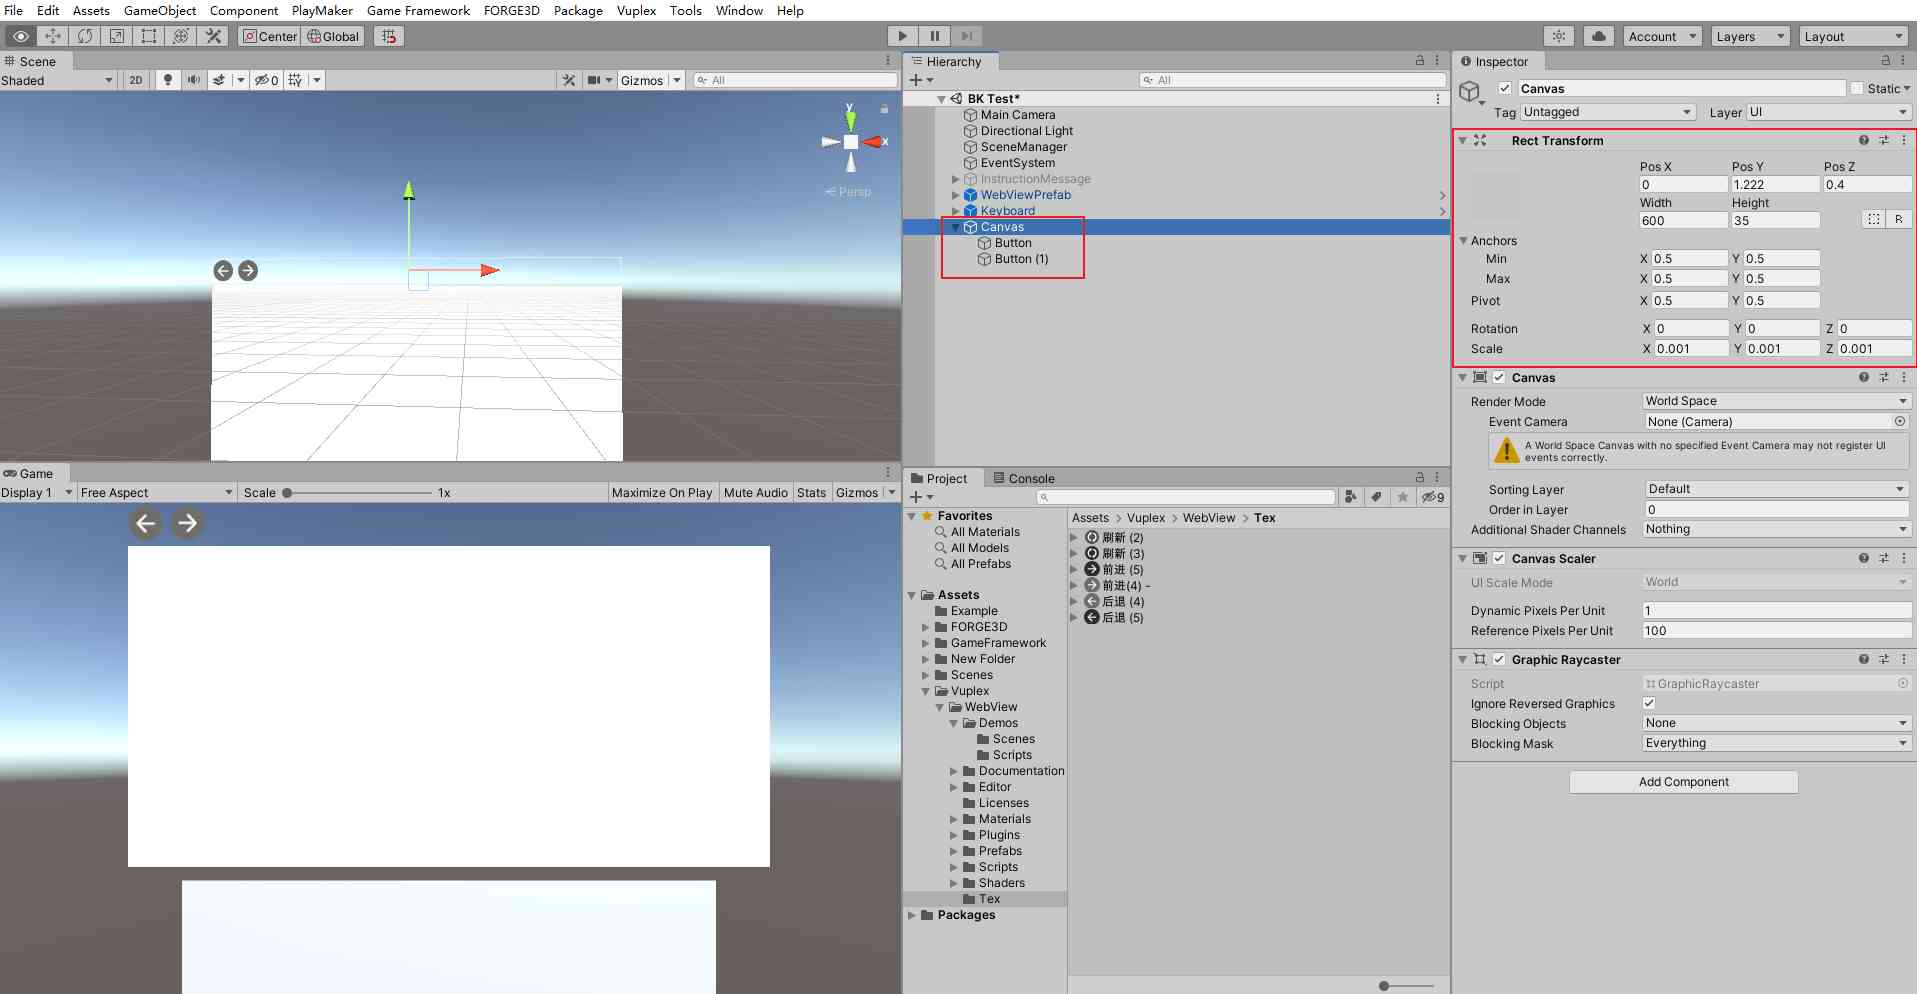 File Edit Assets GameObject Component PlayMaker Game Framework FORGE3D Package Vuplex Tools Window Help
Center Global Account Layers Layout
Scene
Shaded 2D 0 Gizmos All
y
x
Persp
Game
Display 1 Free Aspect Scale 1x Maximize On Play Mute Audio Stats Gizmos
Hierarchy
All
BK Test*
Main Camera
Directional Light
SceneManager
EventSystem
InstructionMessage
WebViewPrefab
Keyboard
Canvas
Button
Button (1)
Project Console
9
Favorites
All Materials
All Models
All Prefabs
Assets
Example
FORGE3D
GameFramework
New Folder
Scenes
Vuplex
WebView
Demos
Scenes
Scripts
Documentation
Editor
Licenses
Materials
Plugins
Prefabs
Scripts
Shaders
Tex
Packages
Assets > Vuplex > WebView > Tex
刷新 (2)
刷新 (3)
前进 (5)
前进(4) -
后退 (4)
后退 (5)
Inspector
Canvas Static
Tag Untagged Layer UI
Rect Transform
Pos X Pos Y Pos Z
0 1.222 0.4
Width Height
600 35 R
Anchors
Min X 0.5 Y 0.5
Max X 0.5 Y 0.5
Pivot X 0.5 Y 0.5
Rotation X 0 Y 0 Z 0
Scale X 0.001 Y 0.001 Z 0.001
Canvas
Render Mode World Space
Event Camera None (Camera)
A World Space Canvas with no specified Event Camera may not register UI
events correctly.
Sorting Layer Default
Order in Layer 0
Additional Shader Channels Nothing
Canvas Scaler
UI Scale Mode World
Dynamic Pixels Per Unit 1
Reference Pixels Per Unit 100
Graphic Raycaster
Script GraphicRaycaster
Ignore Reversed Graphics
Blocking Objects None
Blocking Mask Everything
Add Component